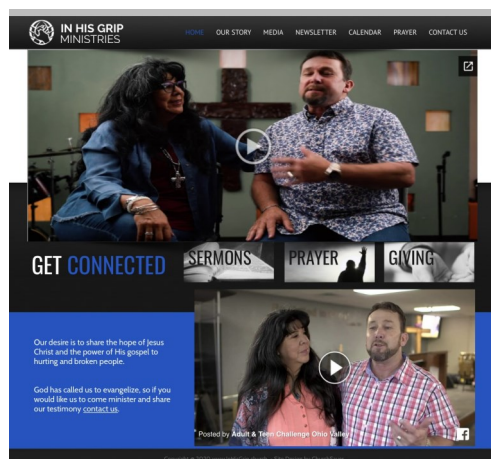 IN HIS GRIP
MINISTRIES
HOME OUR STORY MEDIA NEWSLETTER CALENDAR PRAYER CONTACT US
GET CONNECTED
SERMONS
PRAYER
GIVING
Our desire is to share the hope of Jesus
Christ and the power of His gospel to
hurting and broken people.
God has called us to evangelize, so if you
would like us to come minister and share
our testimony contact us.
Posted by Adult & Teen Challenge Ohio Valley